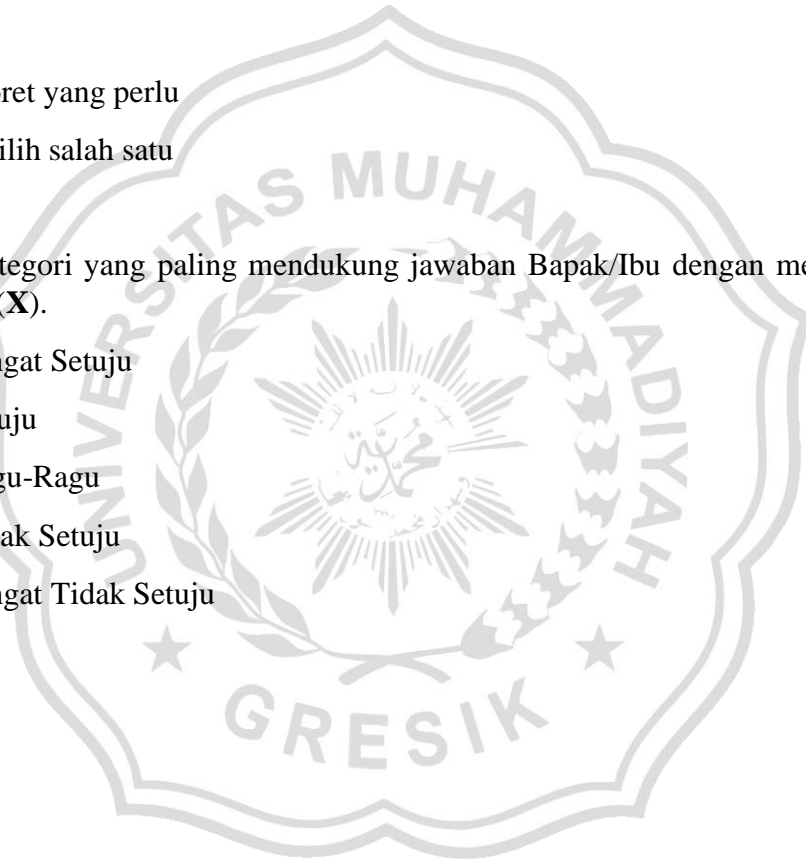 oret yang perlu
ilih salah satu
tegori yang paling mendukung jawaban Bapak/Ibu dengan me
(X).
ngat Setuju
uju
gu-Ragu
ak Setuju
ngat Tidak Setuju
UNIVERSITAS MUHAMMADIYAH
GRESIK